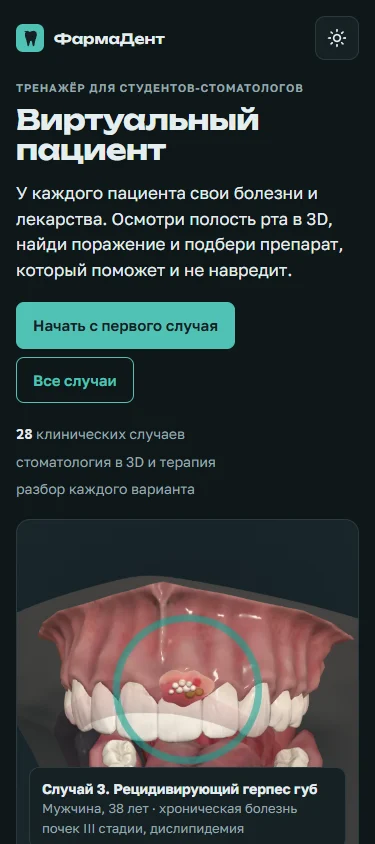 ФармаДент
ТРЕНАЖЁР ДЛЯ СТУДЕНТОВ-СТОМАТОЛОГОВ
Виртуальный
пациент
У каждого пациента свои болезни и
лекарства. Осмотри полость рта в 3D,
найди поражение и подбери препарат,
который поможет и не навредит.
Начать с первого случая
Все случаи
28 клинических случаев
стоматология в 3D и терапия
разбор каждого варианта
Случай 3. Рецидивирующий герпес губ
Мужчина, 38 лет · хроническая болезнь
почек III стадии, дислипидемия